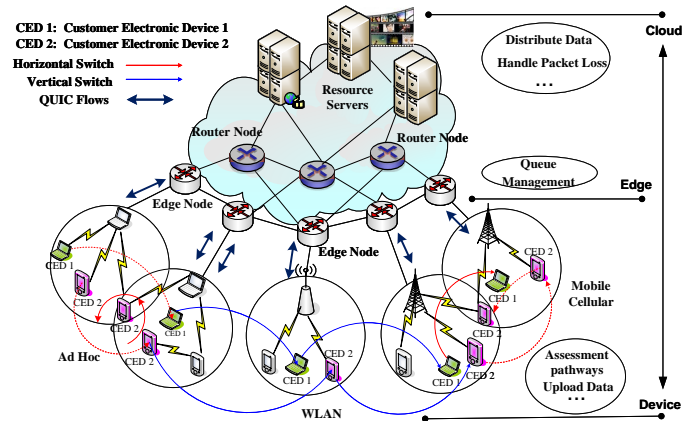 CED 1: Customer Electronic Device 1
CED 2: Customer Electronic Device 2
Horizontal Switch
Vertical Switch
QUIC Flows
Resource
Servers
Distribute Data
Handle Packet Loss
...
Cloud
Router Node
Router Node
Queue
Management
Edge
Edge Node
Edge Node
CED 1
CED 2
CED 2
CED 1
CED 2
Ad Hoc
CED 1
CED 2
WLAN
CED 2
CED 1
CED 2
CED 1
CED 2
Mobile
Cellular
Assessment
pathways
Upload Data
...
Device